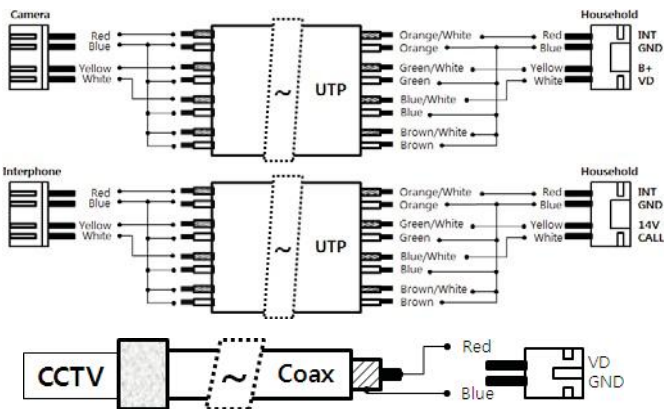 Camera Household
Red Orange/White Red INT
Blue Orange Blue GND
Yellow Green/White Yellow B+
White Green White VD
~ UTP
Blue/White
Blue
Brown/White
Brown
Interphone Household
Red Orange/White Red INT
Blue Orange Blue GND
Yellow Green/White Yellow 14V
White Green White CALL
~ UTP
Blue/White
Blue
Brown/White
Brown
CCTV ~ Coax
Red
Blue
VD
GND